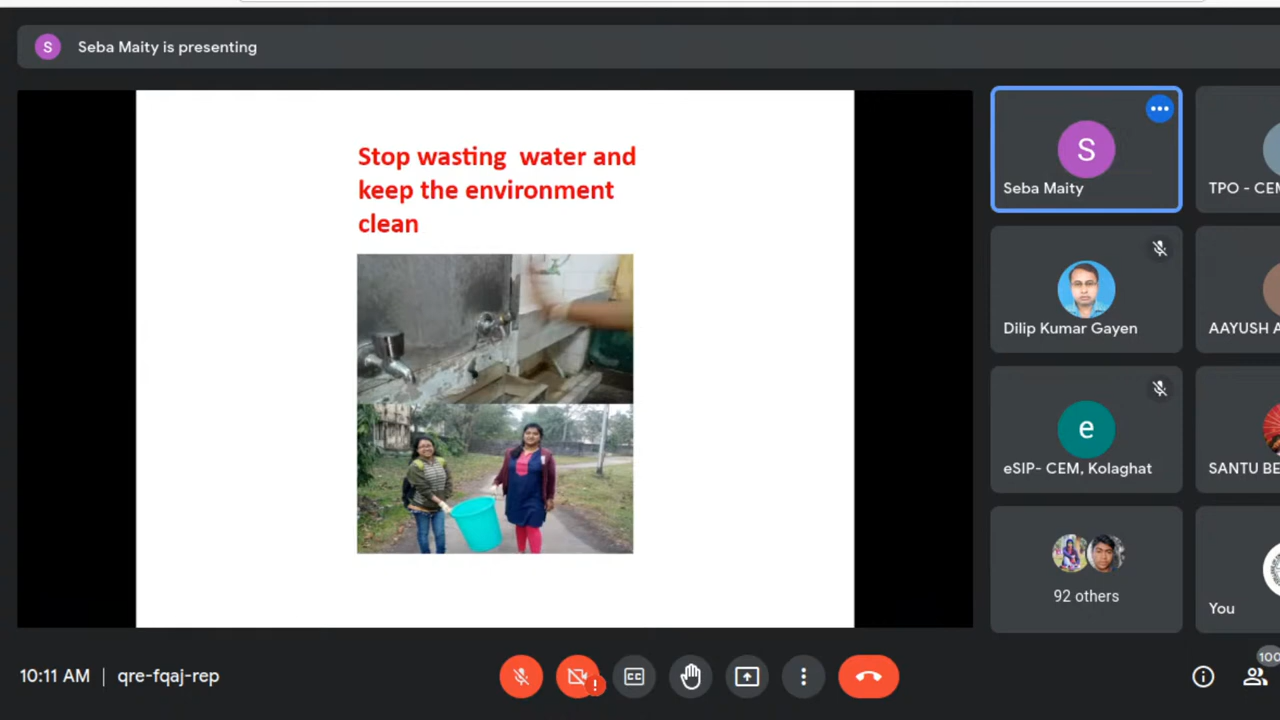 S Seba Maity is presenting
Stop wasting water and
keep the environment
clean
S
Seba Maity
TPO - CEM
Dilip Kumar Gayen
AAYUSH A
e
eSIP- CEM, Kolaghat
SANTU BE
92 others
You
10:11 AM | qre-fqaj-rep
CC
!
100